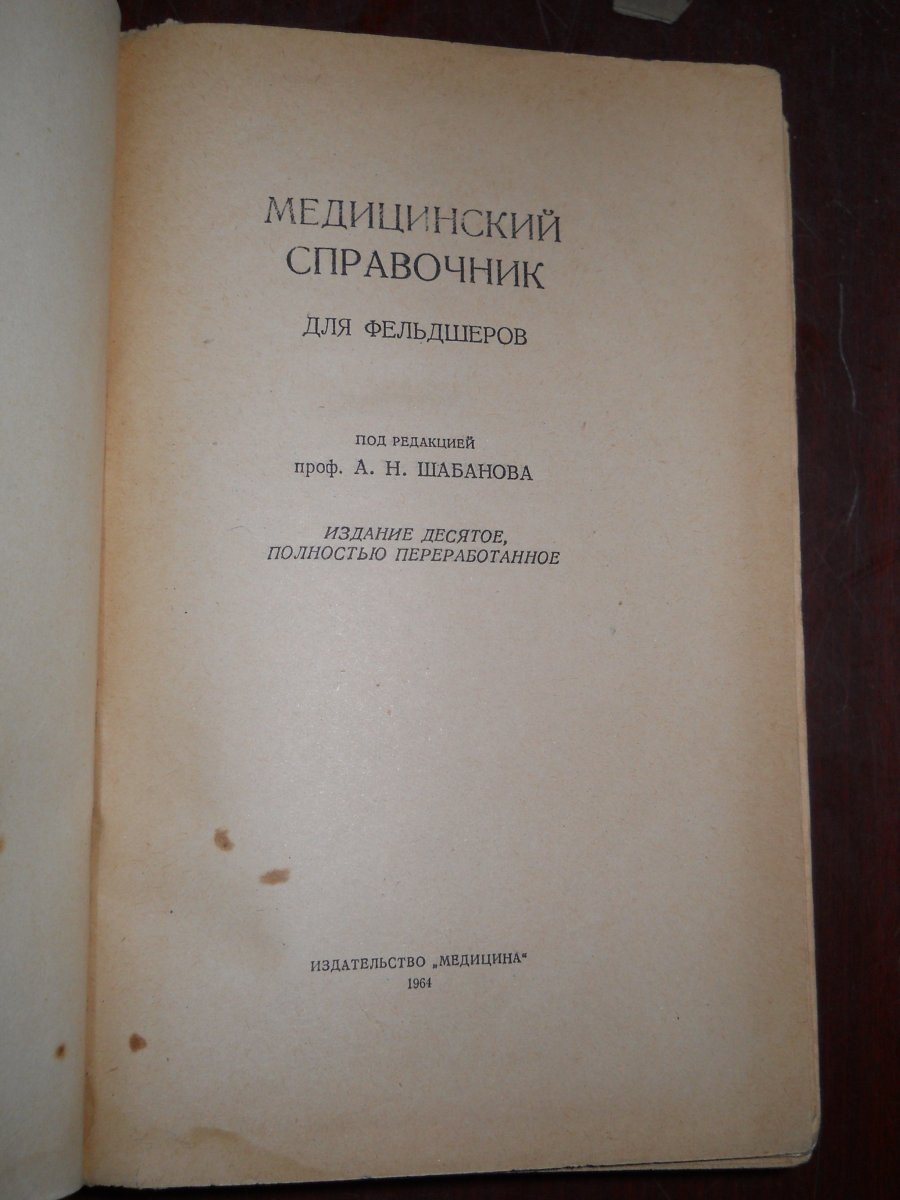 МЕДИЦИНСКИЙ
СПРАВОЧНИК
ДЛЯ ФЕЛЬДШЕРОВ
ПОД РЕДАКЦИЕЙ
проф. А. Н. ШАБАНОВА
ИЗДАНИЕ ДЕСЯТОЕ,
ПОЛНОСТЬЮ ПЕРЕРАБОТАННОЕ
ИЗДАТЕЛЬСТВО „МЕДИЦИНА“
1964